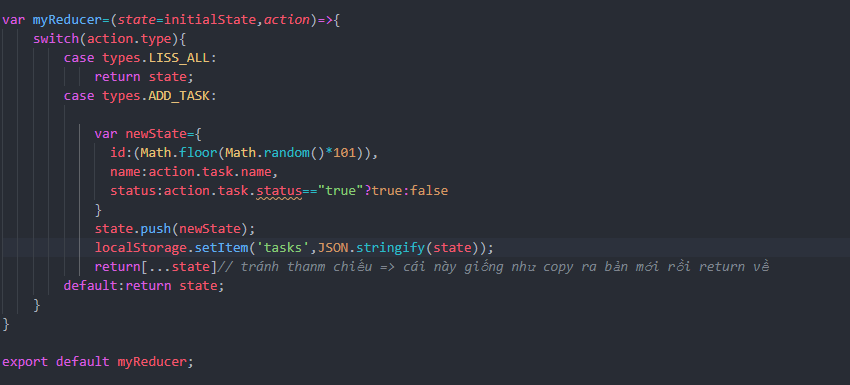 var myReducer=(state=initialState,action)=>{
switch(action.type){
case types.LISS_ALL:
return state;
case types.ADD_TASK:
var newState={
id:(Math.floor(Math.random()*101)),
name:action.task.name,
status:action.task.status=="true"?true:false
}
state.push(newState);
localStorage.setItem('tasks',JSON.stringify(state));
return[...state]// tránh thanm chiếu => cái này giống như copy ra bản mới rồi return về
default:return state;
}
}
export default myReducer;